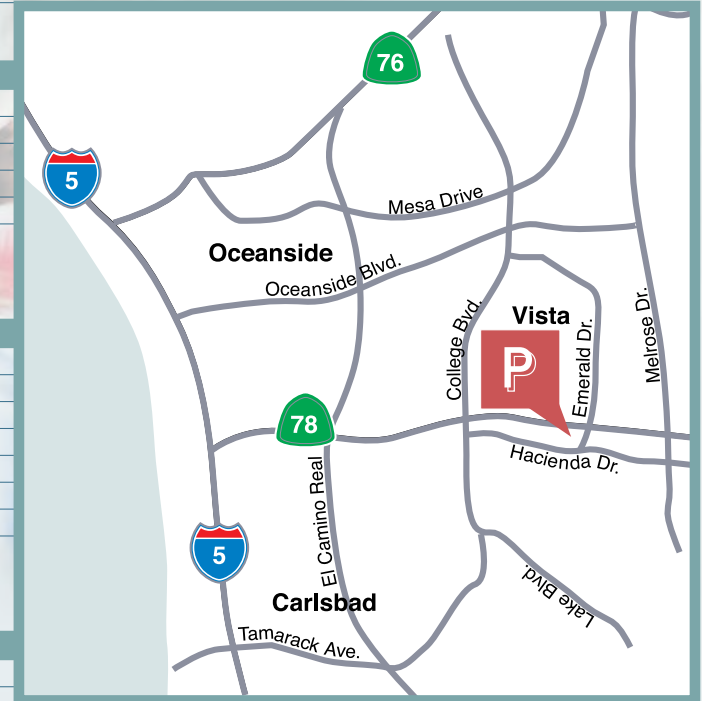 76
5
Mesa Drive
Oceanside
Oceanside Blvd.
College Bvd.
Vista
P
Emerald Dr.
Melrose Dr.
78
Hacienda Dr.
El Camino Real
5
Lake Blvd.
Carlsbad
Tamarack Ave.